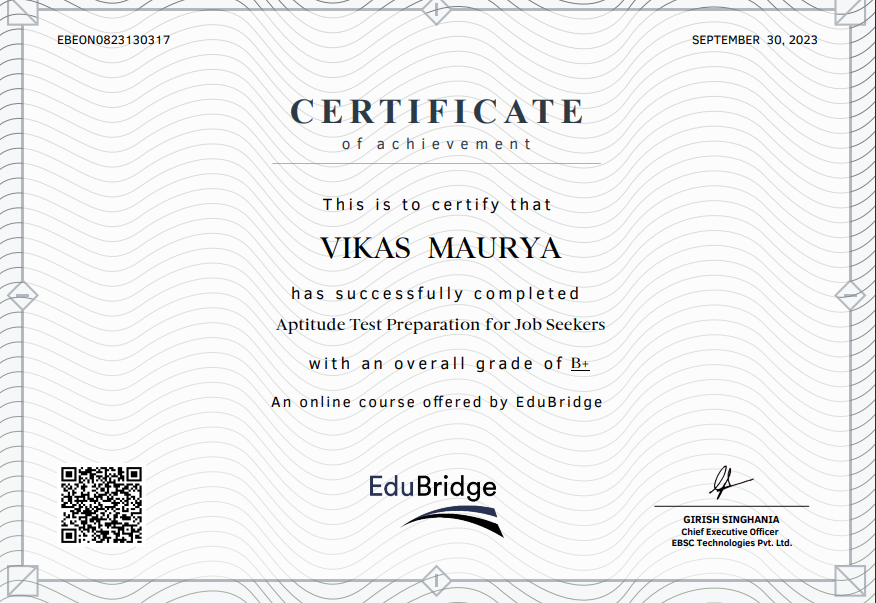 EBEON0823130317
SEPTEMBER 30, 2023
CERTIFICATE
of achievement
This is to certify that
VIKAS MAURYA
has successfully completed
Aptitude Test Preparation for Job Seekers
with an overall grade of B+
An online course offered by EduBridge
EduBridge
GIRISH SINGHANIA
Chief Executive Officer
EBSC Technologies Pvt. Ltd.